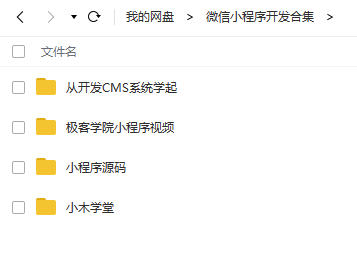 我的网盘 > 微信小程序开发合集 >
文件名
从开发CMS系统学起
极客学院小程序视频
小程序源码
小木学堂